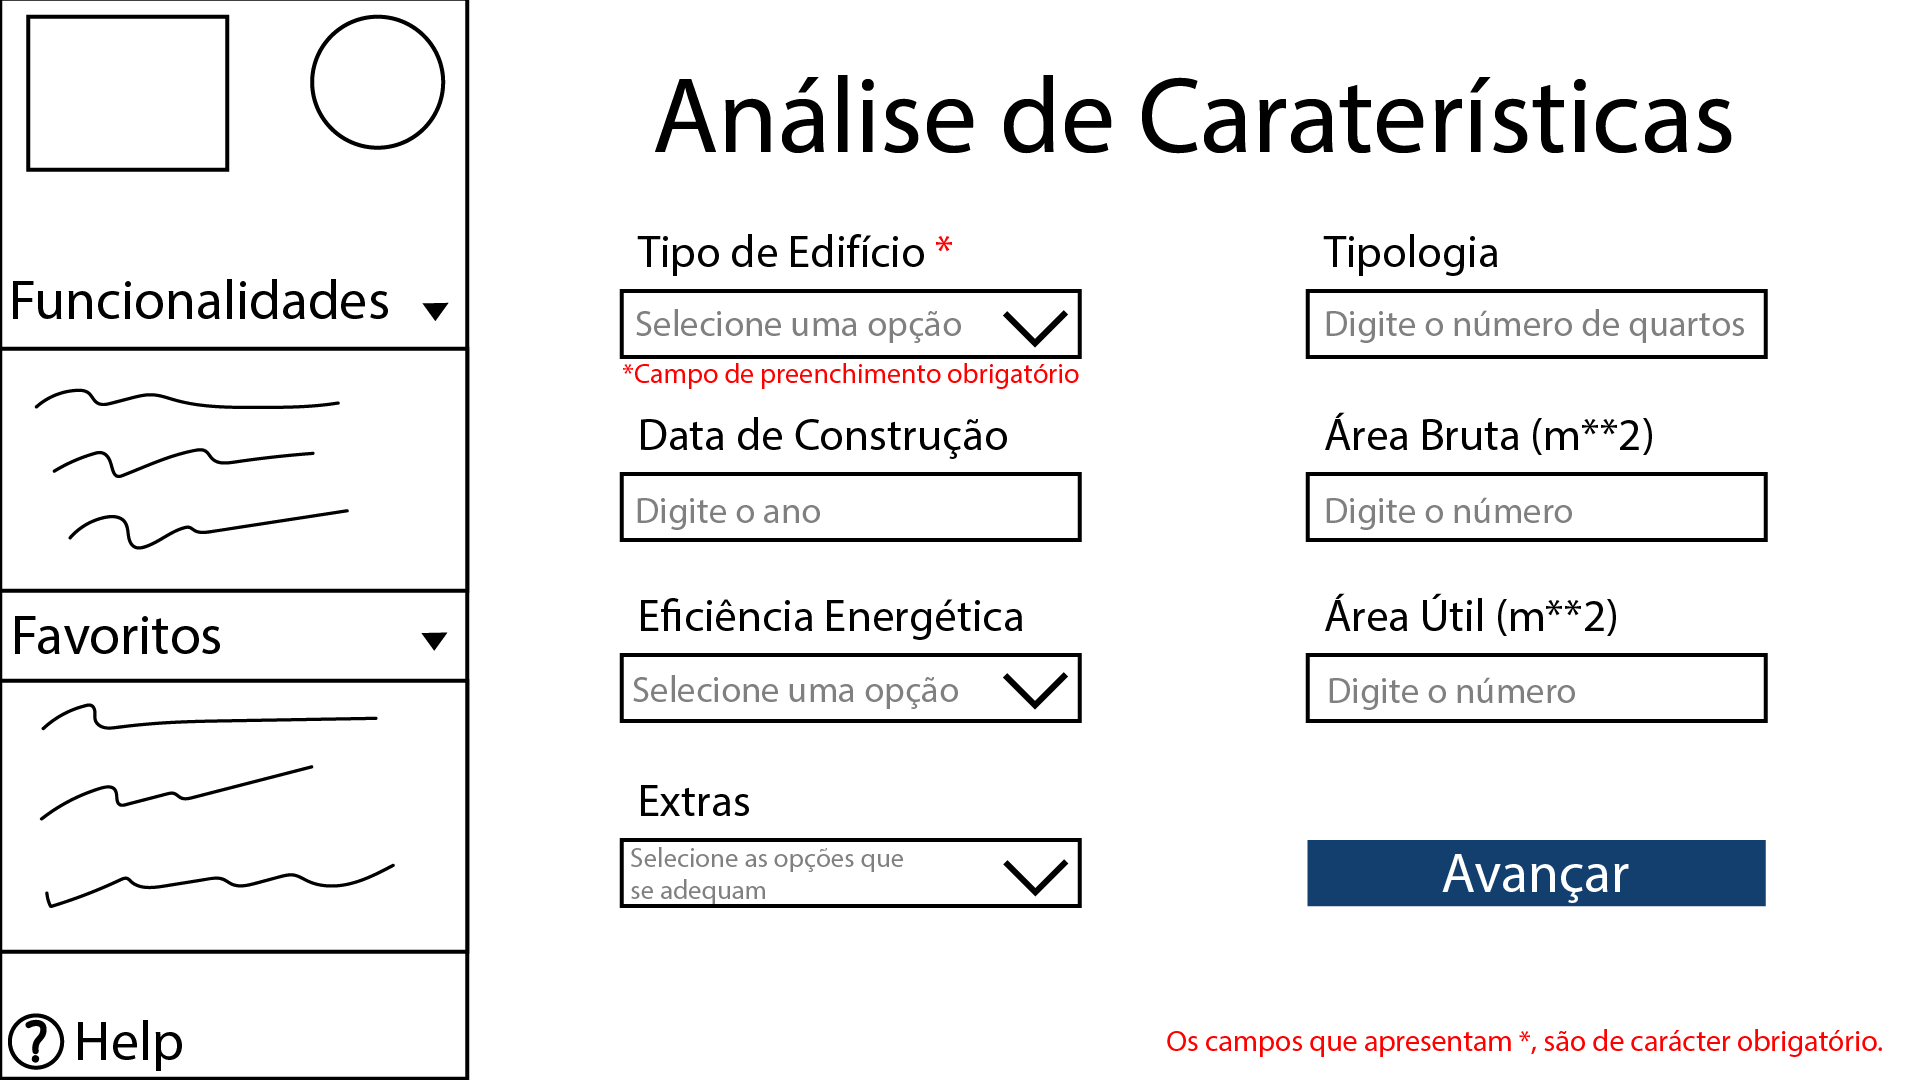 Funcionalidades
Favoritos
? Help
Análise de Caraterísticas
Tipo de Edifício *
Selecione uma opção
*Campo de preenchimento obrigatório
Data de Construção
Digite o ano
Eficiência Energética
Selecione uma opção
Extras
Selecione as opções que
se adequam
Tipologia
Digite o número de quartos
Área Bruta (m**2)
Digite o número
Área Útil (m**2)
Digite o número
Avançar
Os campos que apresentam *, são de carácter obrigatório.